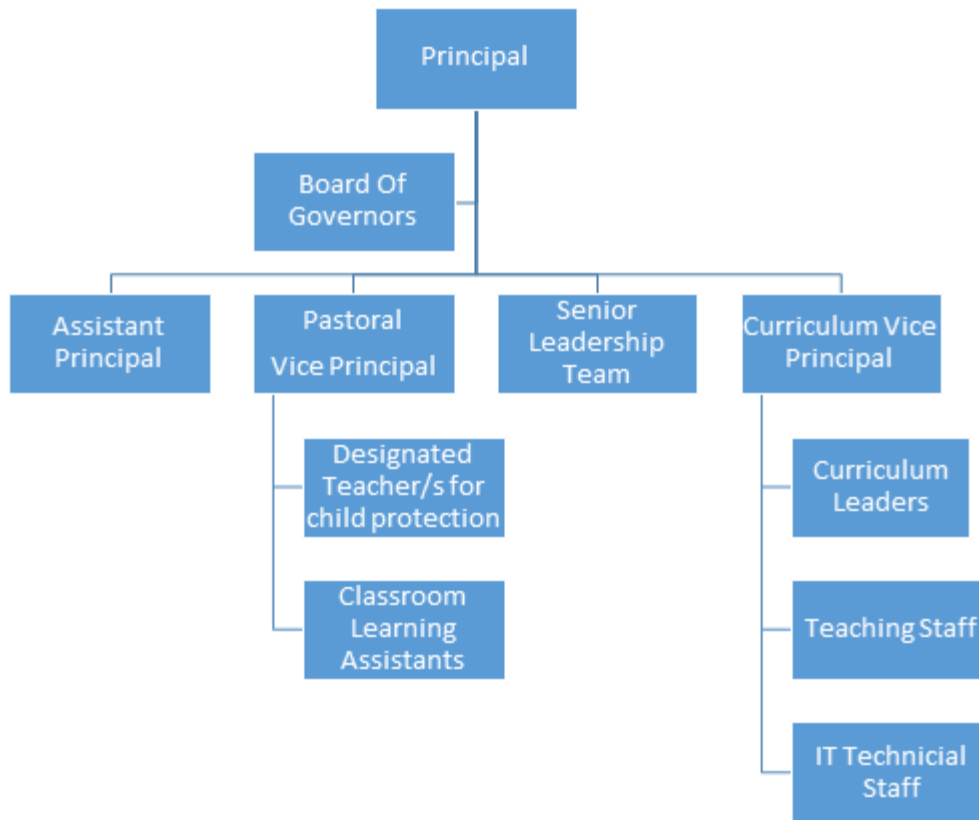 Principal
Board Of
Governors
Assistant
Principal
Pastoral
Vice Principal
Senior
Leadership
Team
Curriculum Vice
Principal
Designated
Teacher/s for
child protection
Classroom
Learning
Assistants
Curriculum
Leaders
Teaching Staff
IT Technicial
Staff